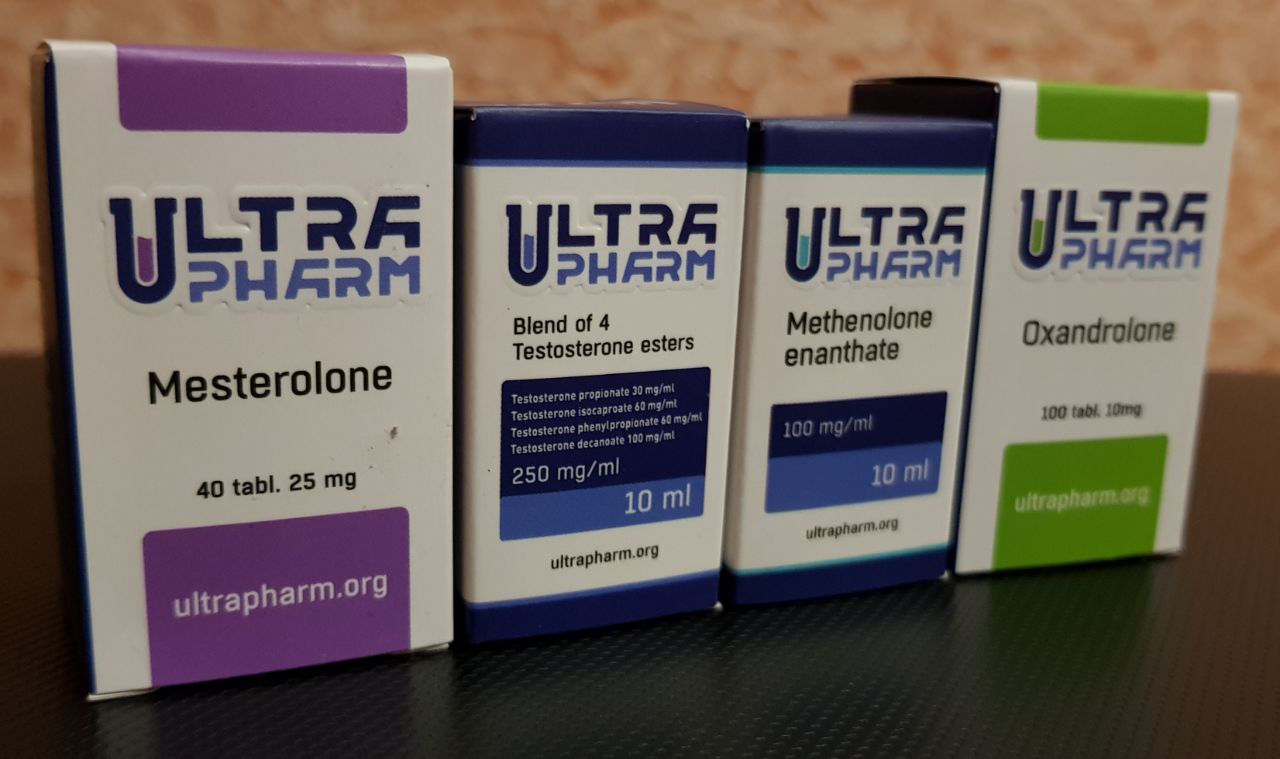 ULTRA
PHARM
Mesterolone
40 tabl. 25 mg
ultrapharm.org
ULTRA
PHARM
Blend of 4
Testosterone esters
Testosterone propionate 30 mg/ml
Testosterone isocaproate 60 mg/ml
Testosterone phenylpropionate 60 mg/ml
Testosterone decanoate 100 mg/ml
250 mg/ml
10 ml
ultrapharm.org
ULTRA
PHARM
Methenolone
enanthate
100 mg/ml
10 ml
ultrapharm.org
ULTRA
PHARM
Oxandrolone
100 tabl. 10mg
ultrapharm.org